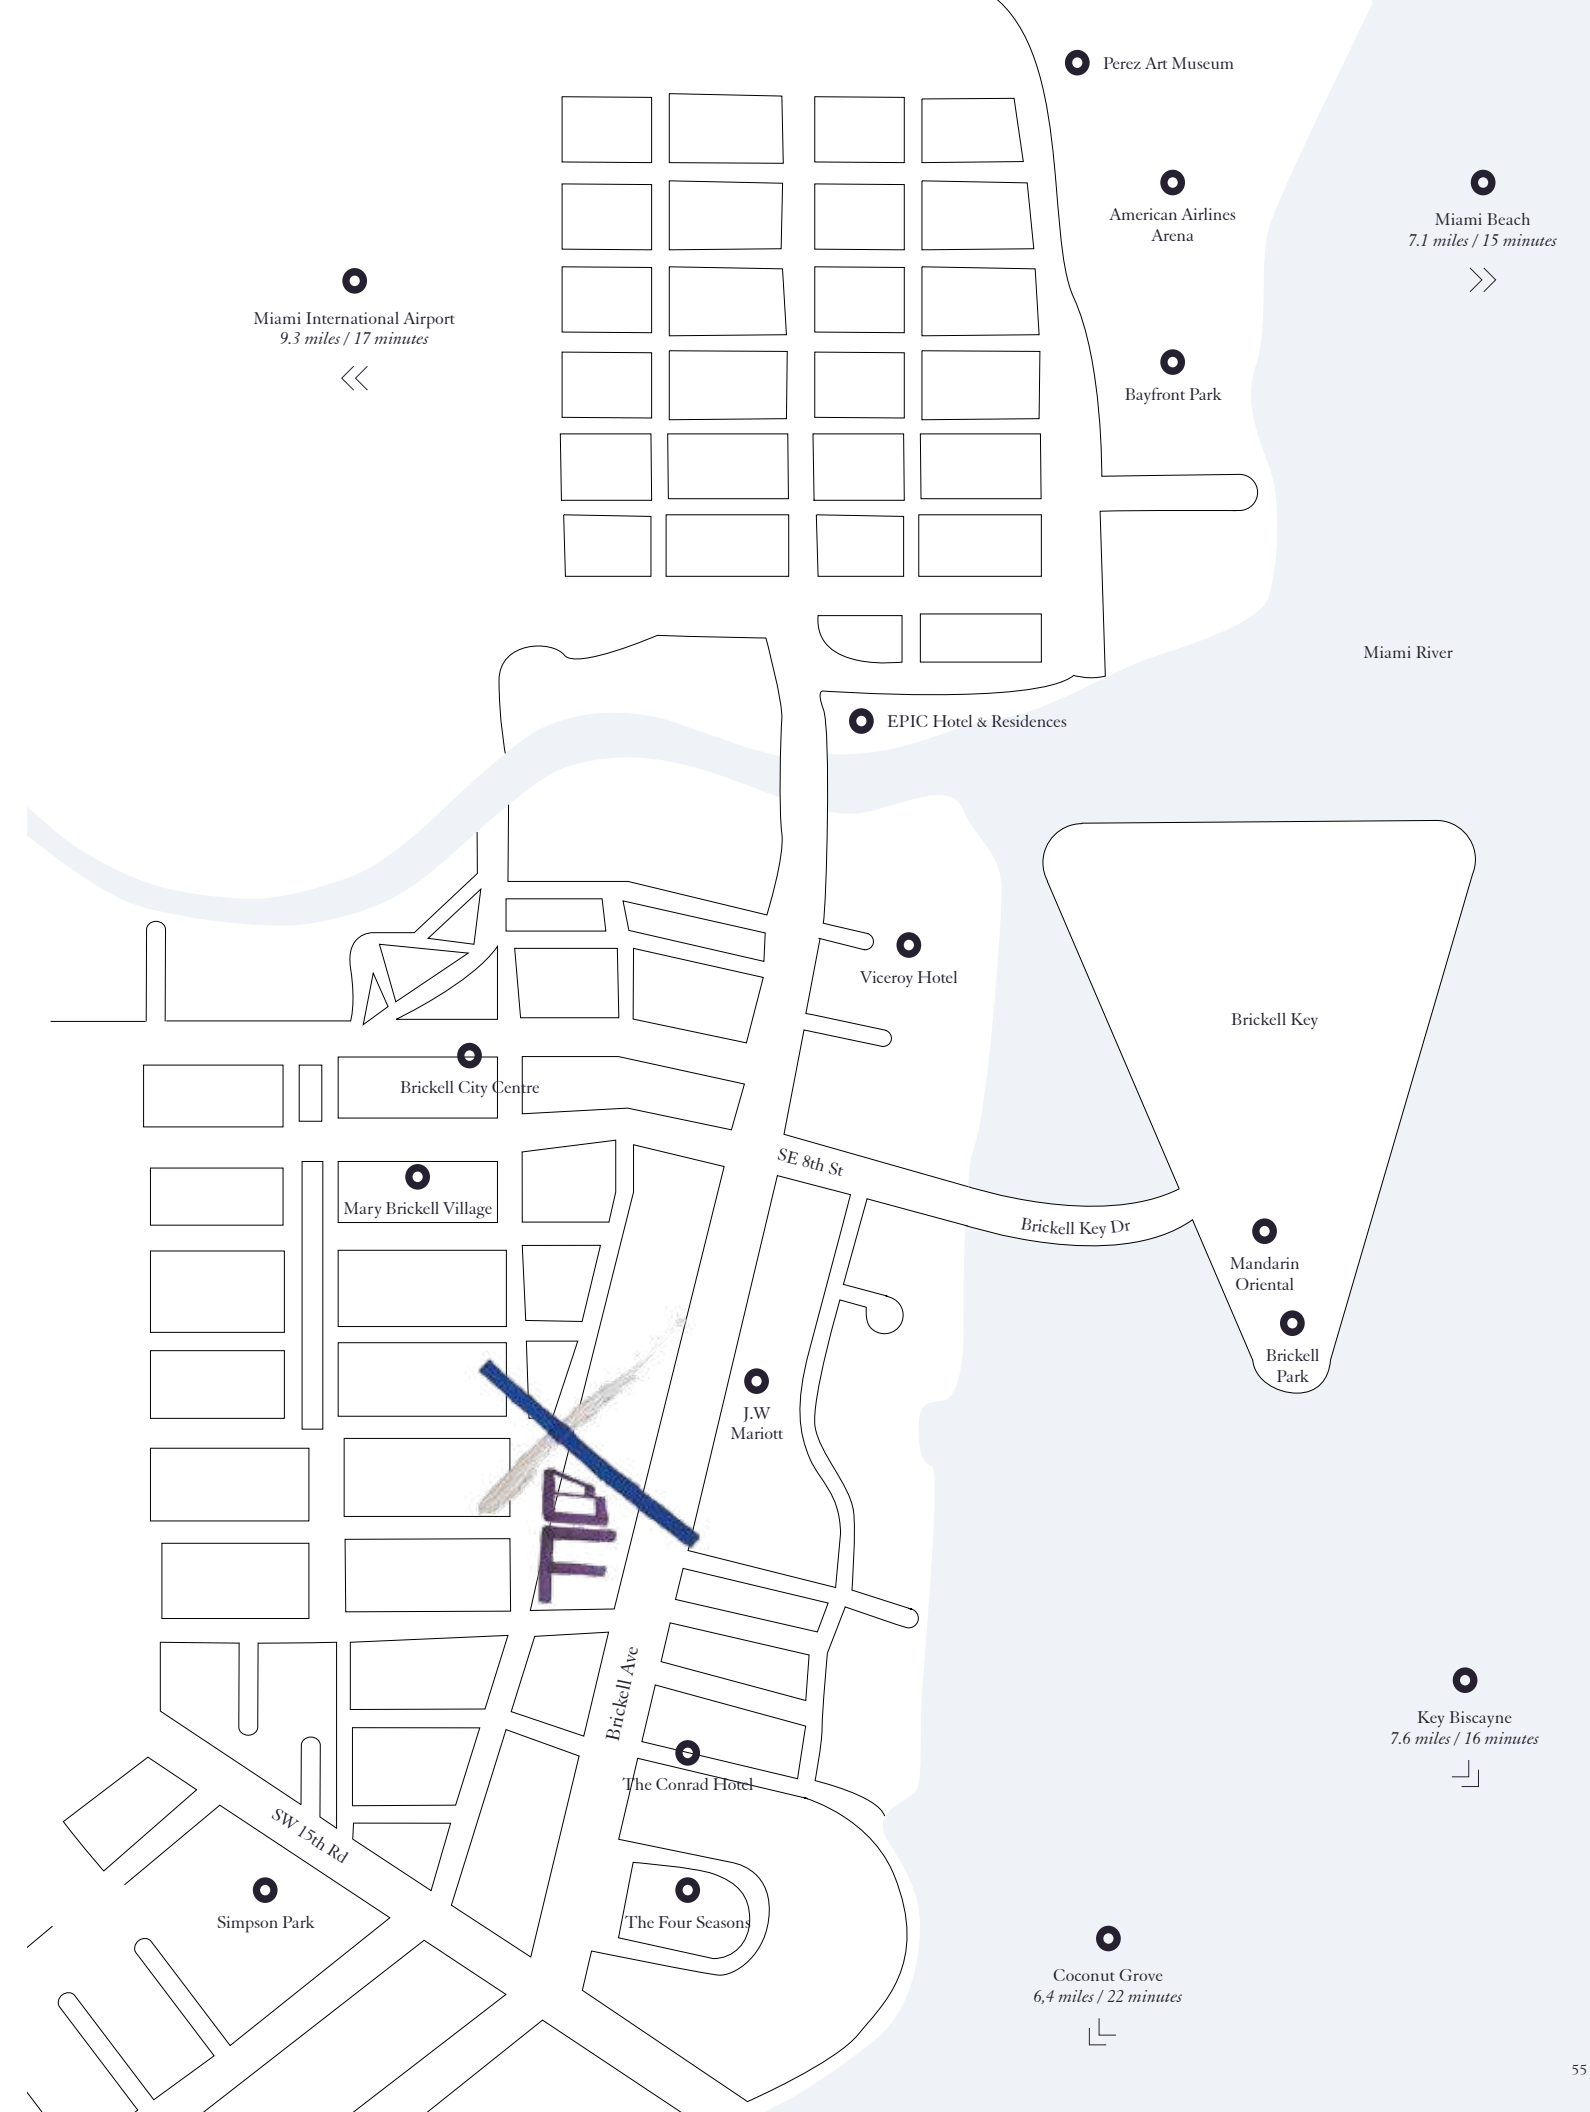 Perez Art Museum
American Airlines
Arena
Miami Beach
7.1 miles / 15 minutes
Miami International Airport
9.3 miles / 17 minutes
Bayfront Park
Miami River
EPIC Hotel & Residences
Viceroy Hotel
Brickell Key
Brickell City Centre
SE 8th St
Mary Brickell Village
Brickell Key Dr
Mandarin
Oriental
Brickell
Park
J.W
Mariott
Brickell Ave
Key Biscayne
7.6 miles / 16 minutes
The Conrad Hotel
SW 15th Rd
Simpson Park
The Four Seasons
Coconut Grove
6,4 miles / 22 minutes
55